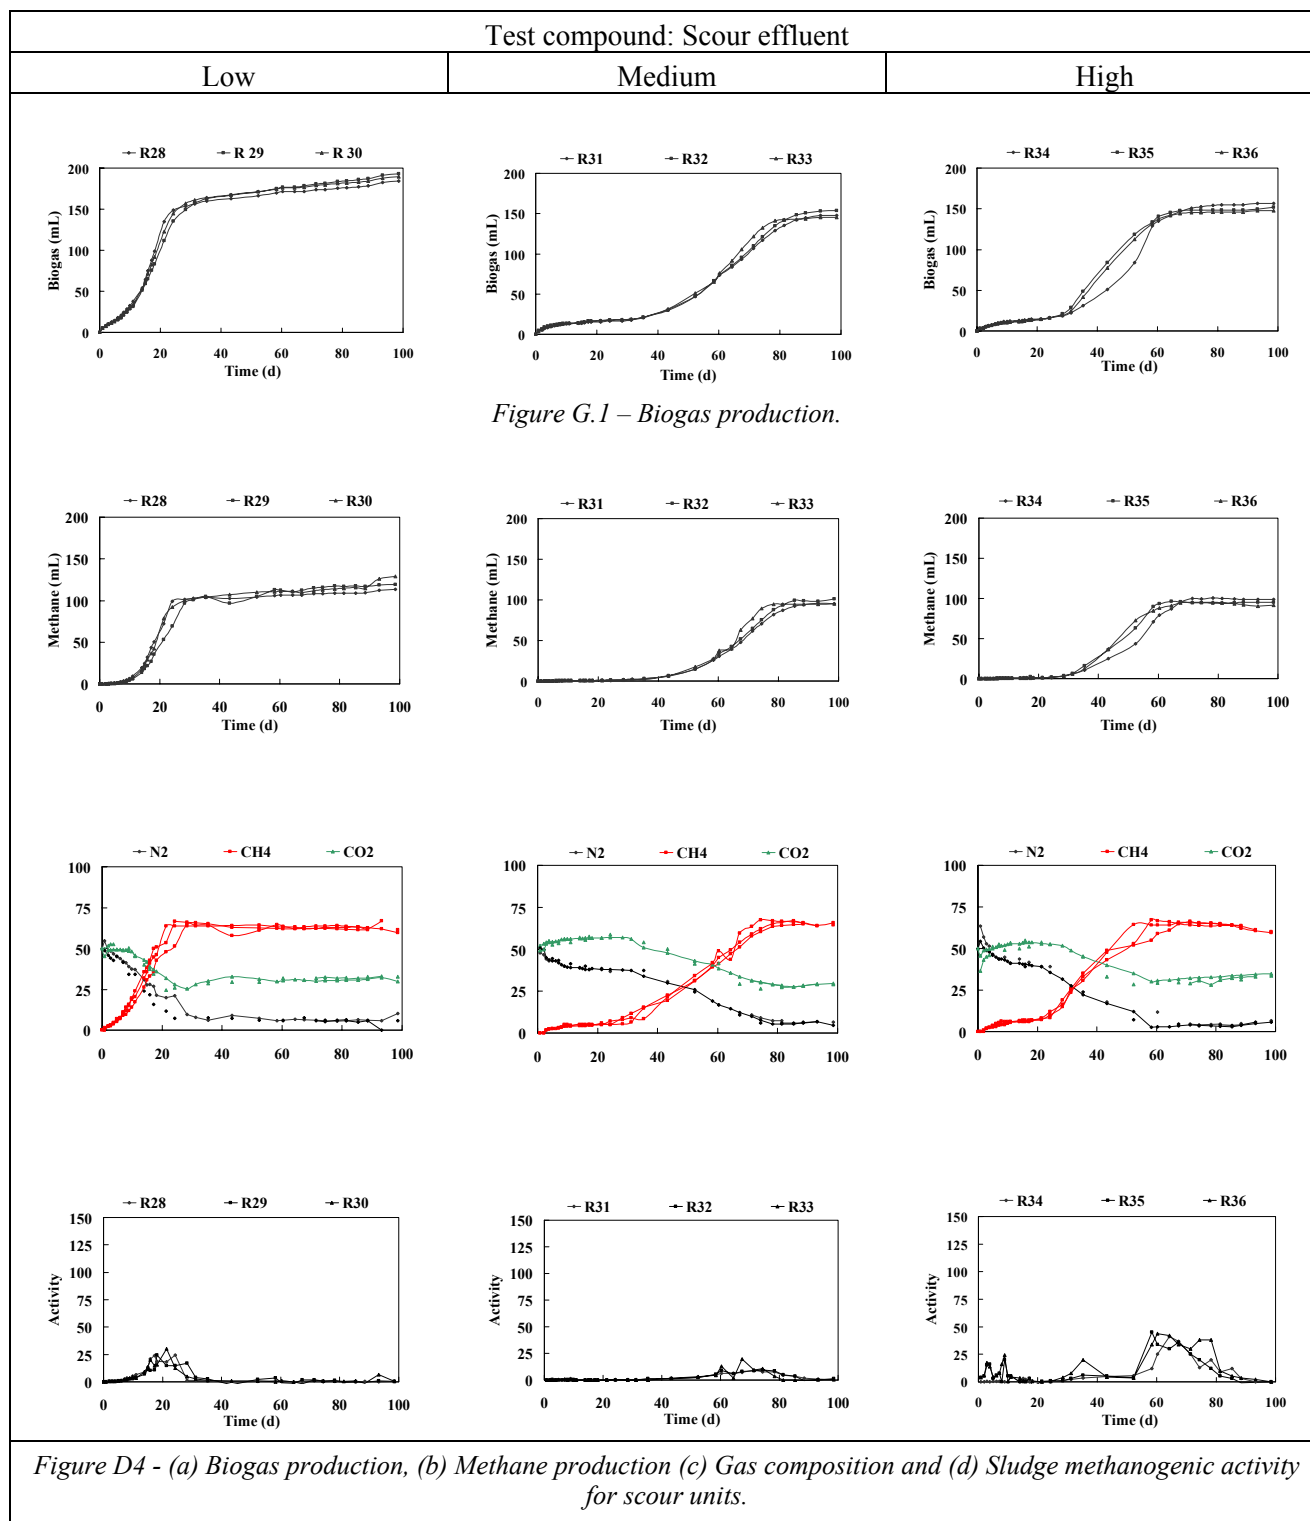 Test compound: Scour effluent
Low Medium High
R28 R 29 R 30
200
150
100
50
0
Biogas (mL)
0 20 40 60 80 100
Time (d)
R31 R32 R33
200
150
100
50
0
Biogas (mL)
0 20 40 60 80 100
Time (d)
R34 R35 R36
200
150
100
50
0
Biogas (mL)
0 20 40 60 80 100
Time (d)
Figure G.1 – Biogas production.
R28 R29 R30
200
150
100
50
0
Methane (mL)
0 20 40 60 80 100
Time (d)
R31 R32 R33
200
150
100
50
0
Methane (mL)
0 20 40 60 80 100
Time (d)
R34 R35 R36
200
150
100
50
0
Methane (mL)
0 20 40 60 80 100
Time (d)
N2 CH4 CO2
100
75
50
25
0
0 20 40 60 80 100
N2 CH4 CO2
100
75
50
25
0
0 20 40 60 80 100
N2 CH4 CO2
100
75
50
25
0
0 20 40 60 80 100
R28 R29 R30
150
125
100
75
50
25
0
Activity
0 20 40 60 80 100
Time (d)
R31 R32 R33
150
125
100
75
50
25
0
Activity
0 20 40 60 80 100
Time (d)
R34 R35 R36
150
125
100
75
50
25
0
Activity
0 20 40 60 80 100
Time (d)
Figure D4 - (a) Biogas production, (b) Methane production (c) Gas composition and (d) Sludge methanogenic activity
for scour units.